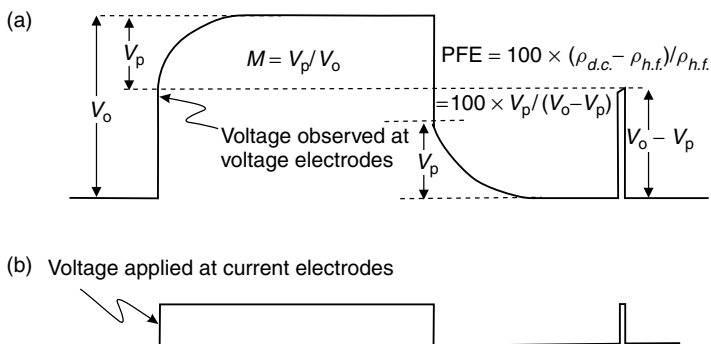 (a)
V_p
M = V_p/V_o
PFE = 100 × (ρ_d.c. – ρ_h.f.)/ρ_h.f.
= 100 × V_p/(V_o–V_p)
V_o
Voltage observed at
voltage electrodes
V_p
V_o – V_p
(b) Voltage applied at current electrodes